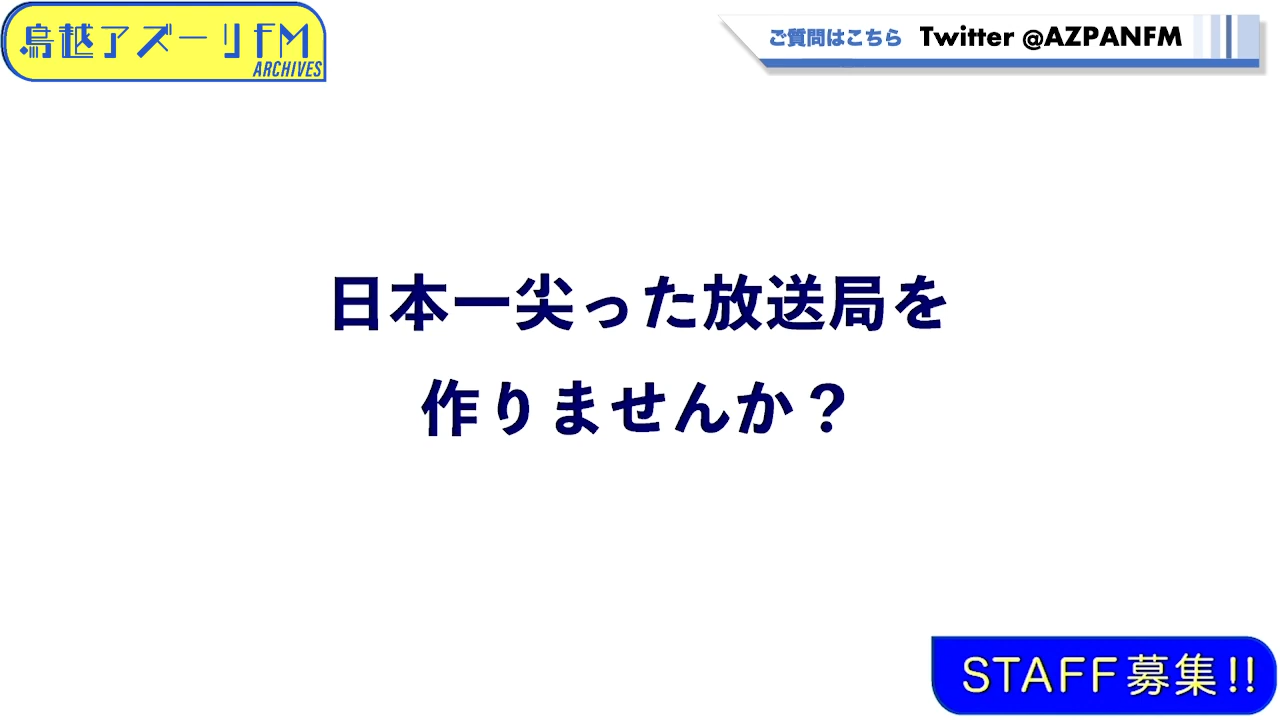 鳥越アズーリFM
ARCHIVES
ご質問はこちら Twitter @AZPANFM
日本一尖った放送局を
作りませんか？
STAFF募集!!